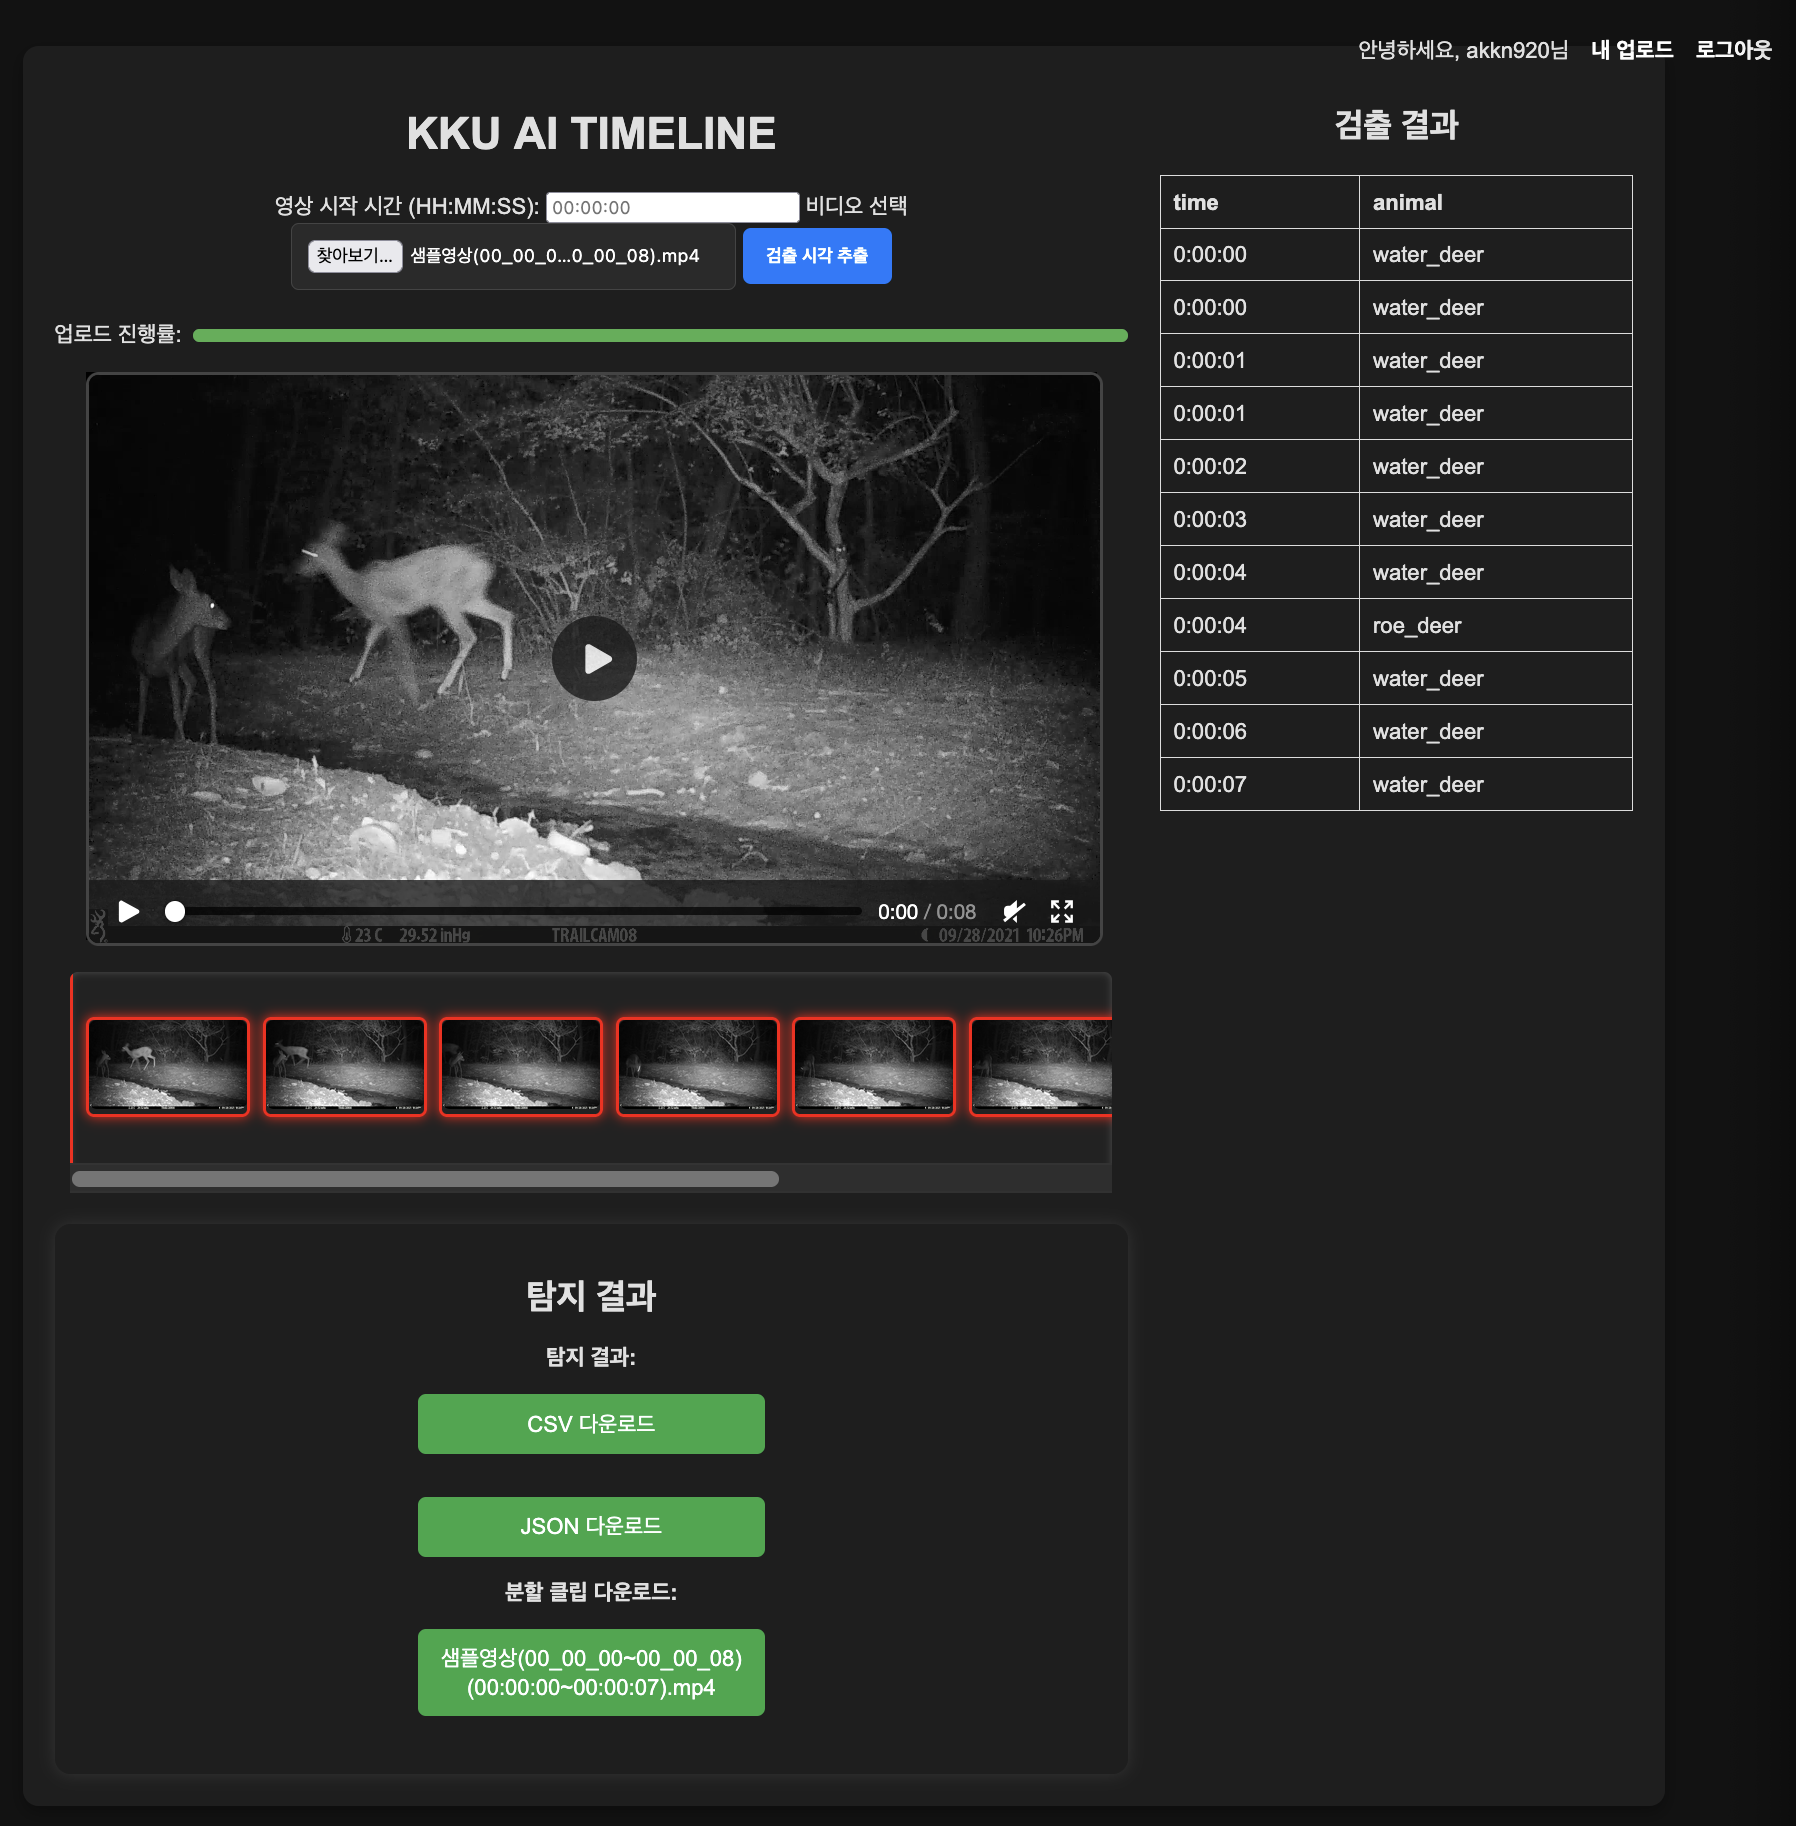 안녕하세요, akkn920님 내 업로드 로그아웃
KKU AI TIMELINE
영상 시작 시간 (HH:MM:SS): 00:00:00 비디오 선택
찾아보기... 샘플영상(00_00_0...0_00_08).mp4 검출 시각 추출
업로드 진행률:
0:00 / 0:08
23 C 29.52 inHg TRAILCAM08 09/28/2021 10:26PM
탐지 결과
탐지 결과:
CSV 다운로드
JSON 다운로드
분할 클립 다운로드:
샘플영상(00_00_00~00_00_08)
(00:00:00~00:00:07).mp4
검출 결과
time animal
0:00:00 water_deer
0:00:00 water_deer
0:00:01 water_deer
0:00:01 water_deer
0:00:02 water_deer
0:00:03 water_deer
0:00:04 water_deer
0:00:04 roe_deer
0:00:05 water_deer
0:00:06 water_deer
0:00:07 water_deer